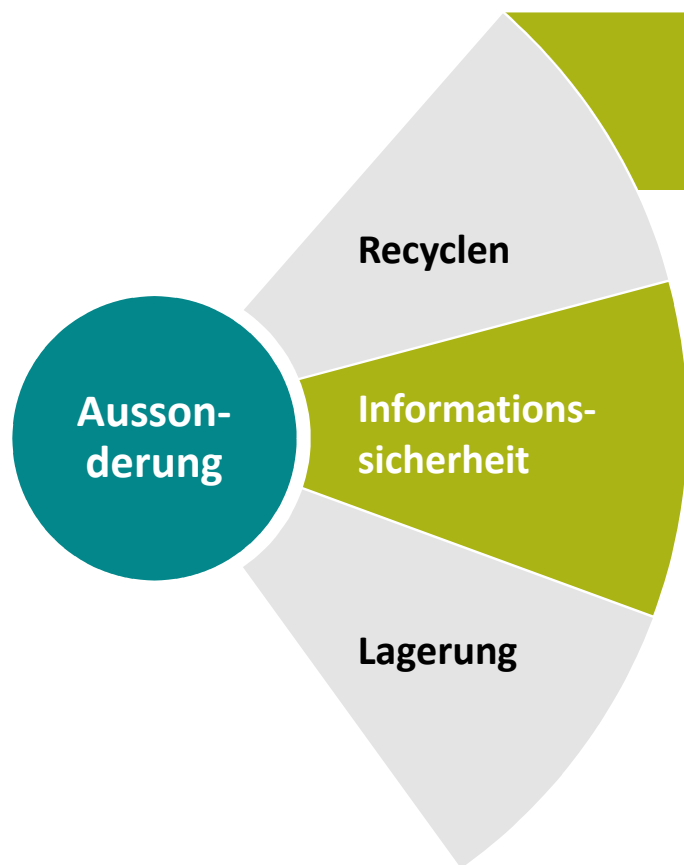 Recyclen
Ausson-
derung
Informations-
sicherheit
Lagerung